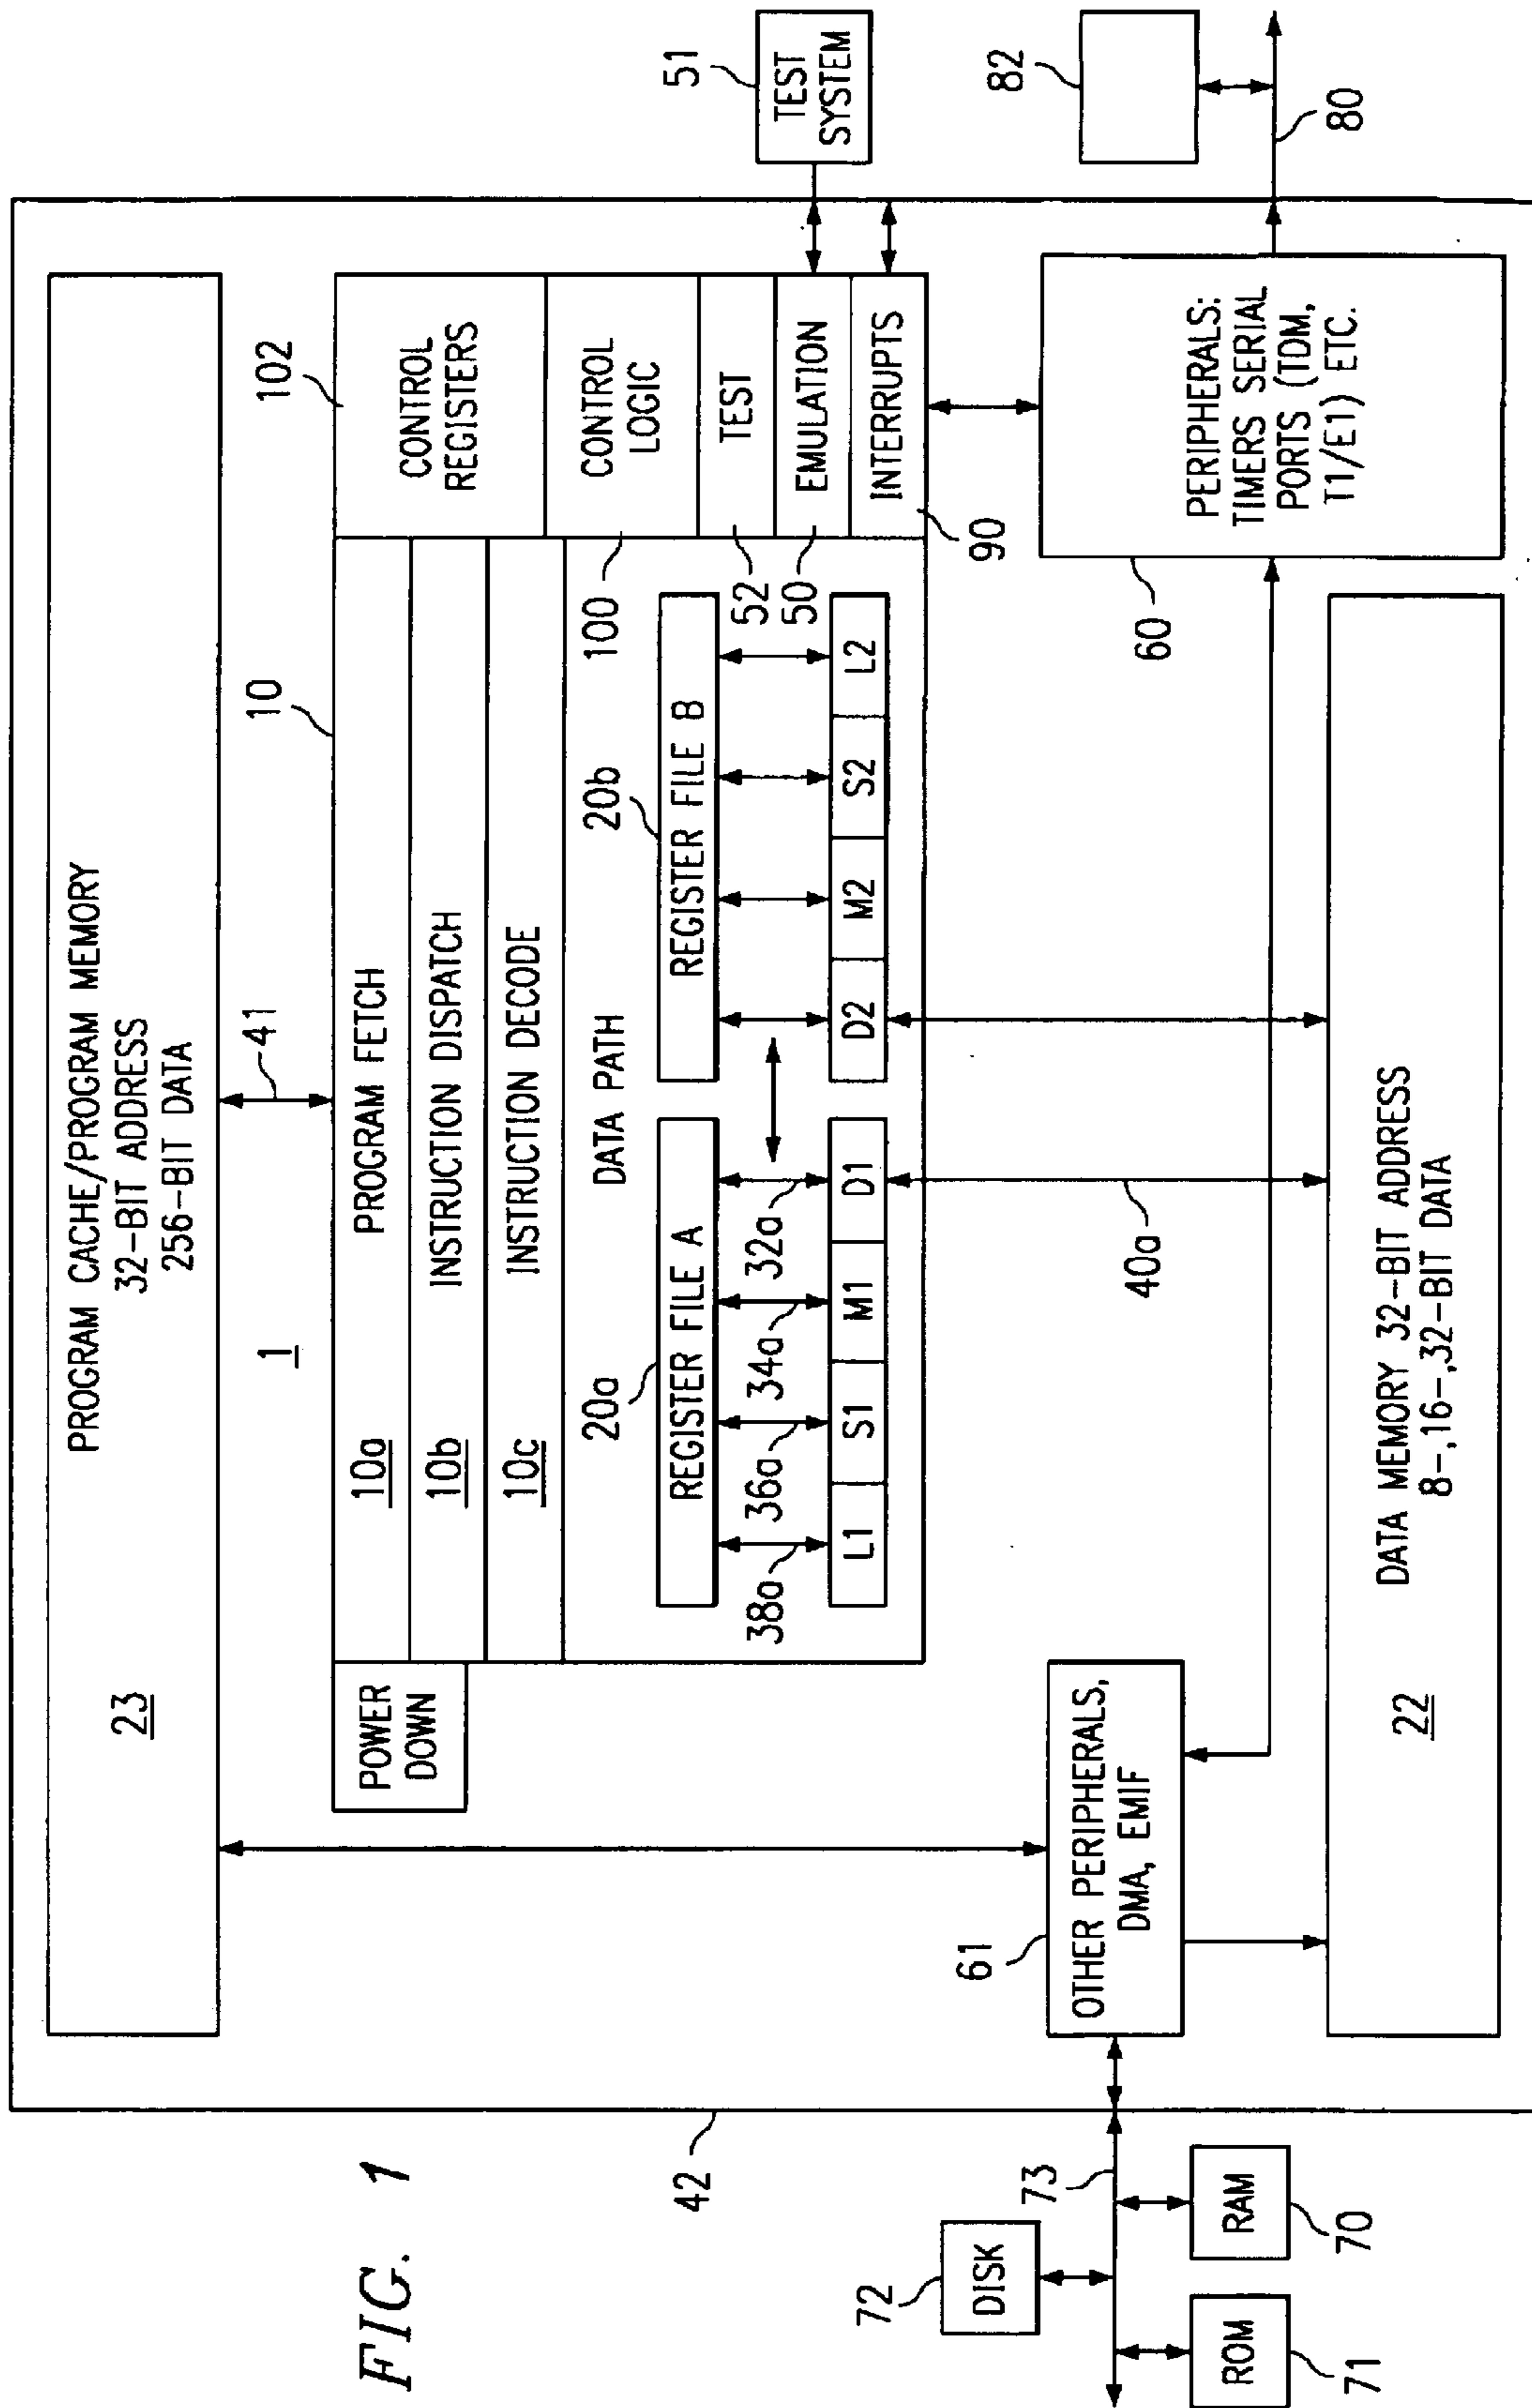 FIG. 1
42
PROGRAM CACHE/PROGRAM MEMORY
32-BIT ADDRESS
256-BIT DATA
23
41
1
10
102
POWER
DOWN
10a
PROGRAM FETCH
10b
INSTRUCTION DISPATCH
10c
INSTRUCTION DECODE
CONTROL
REGISTERS
CONTROL
LOGIC
TEST
EMULATION
INTERRUPTS
100
52
50
90
DATA PATH
20a
20b
REGISTER FILE A
REGISTER FILE B
38a
36a
34a
32a
L1
S1
M1
D1
D2
M2
S2
L2
51
TEST
SYSTEM
61
OTHER PERIPHERALS,
DMA, EMIF
40a
60
PERIPHERALS:
TIMERS SERIAL
PORTS (TDM,
T1/E1) ETC.
82
80
72
DISK
73
ROM
71
RAM
70
22
DATA MEMORY 32-BIT ADDRESS
8-,16-,32-BIT DATA